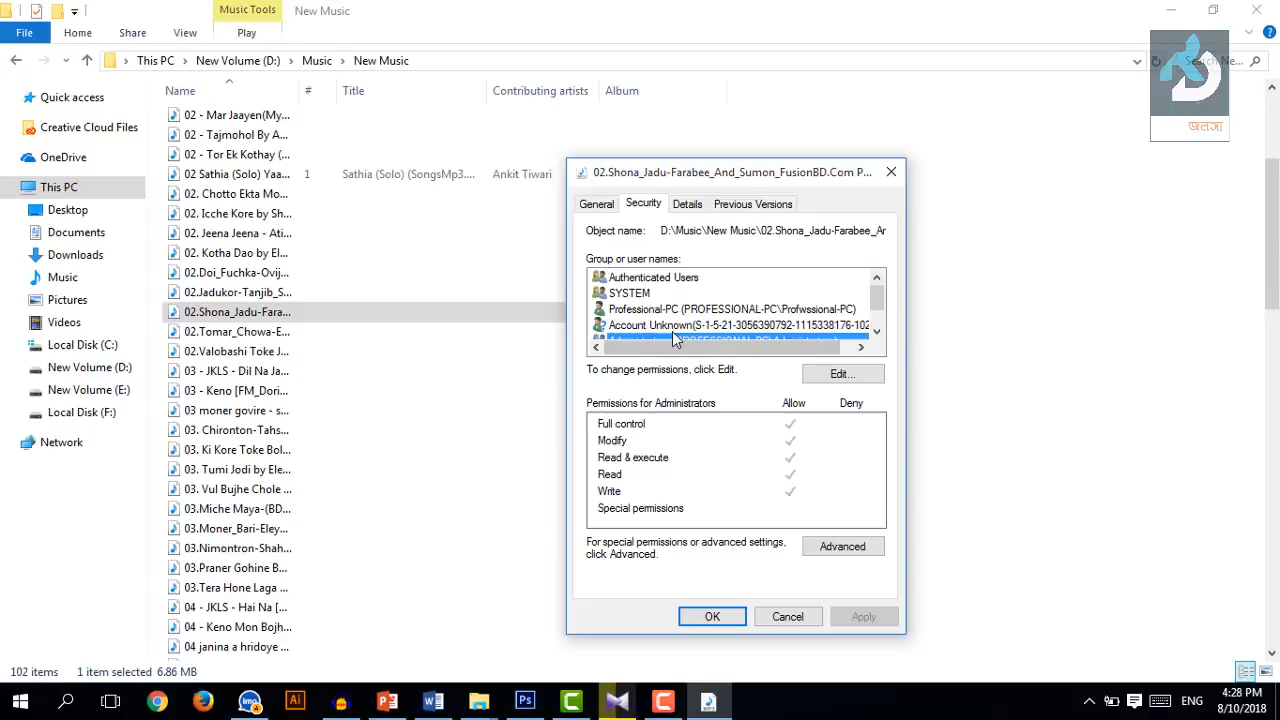 Music Tools
New Music
File
Home
Share
View
Play
This PC
New Volume (D:)
Music
New Music
Search Ne...
জলসা
Name
#
Title
Contributing artists
Album
Quick access
Creative Cloud Files
OneDrive
This PC
Desktop
Documents
Downloads
Music
Pictures
Videos
Local Disk (C:)
New Volume (D:)
New Volume (E:)
Local Disk (F:)
Network
02 - Mar Jaayen(My...
02 - Tajmohol By A...
02 - Tor Ek Kothay (...
02 Sathia (Solo) Yaa...
1
Sathia (Solo) (SongsMp3....
Ankit Tiwari
02. Chotto Ekta Mo...
02. Icche Kore by Sh...
02. Jeena Jeena - Ati...
02. Kotha Dao by El...
02.Doi_Fuchka-Ovij...
02.Jadukor-Tanjib_S...
02.Shona_Jadu-Fara...
02.Tomar_Chowa-E...
02.Valobasi Toke J...
03 - JKLS - Dil Na J...
03 - Keno [FM_Dori...
03 moner govire - s...
03. Chironton-Tahs...
03. Ki Kore Toke Bol...
03. Tumi Jodi by Ele...
03. Vul Bujhe Chole ...
03.Miche Maya-(BD...
03.Moner_Bari-Eley...
03.Nimontron-Shah...
03.Praner Gohine B...
03.Tera Hone Laga ...
04 - JKLS - Hai Na [...
04 - Keno Mon Bojh...
04 janina a hridoye ...
02.Shona_Jadu-Farabee_And_Sumon_FusionBD.Com P...
General
Security
Details
Previous Versions
Object name:
D:\Music\New Music\02.Shona_Jadu-Farabee_Ar
Group or user names:
Authenticated Users
SYSTEM
Professional-PC (PROFESSIONAL-PC\Profwssional-PC)
Account Unknown(S-1-5-21-3056390792-1115338176-102
To change permissions, click Edit.
Edit...
Permissions for Administrators
Allow
Deny
Full control
Modify
Read & execute
Read
Write
Special permissions
For special permissions or advanced settings,
click Advanced.
Advanced
OK
Cancel
Apply
102 items
1 item selected 6.86 MB
ENG
4:28 PM
8/10/2018